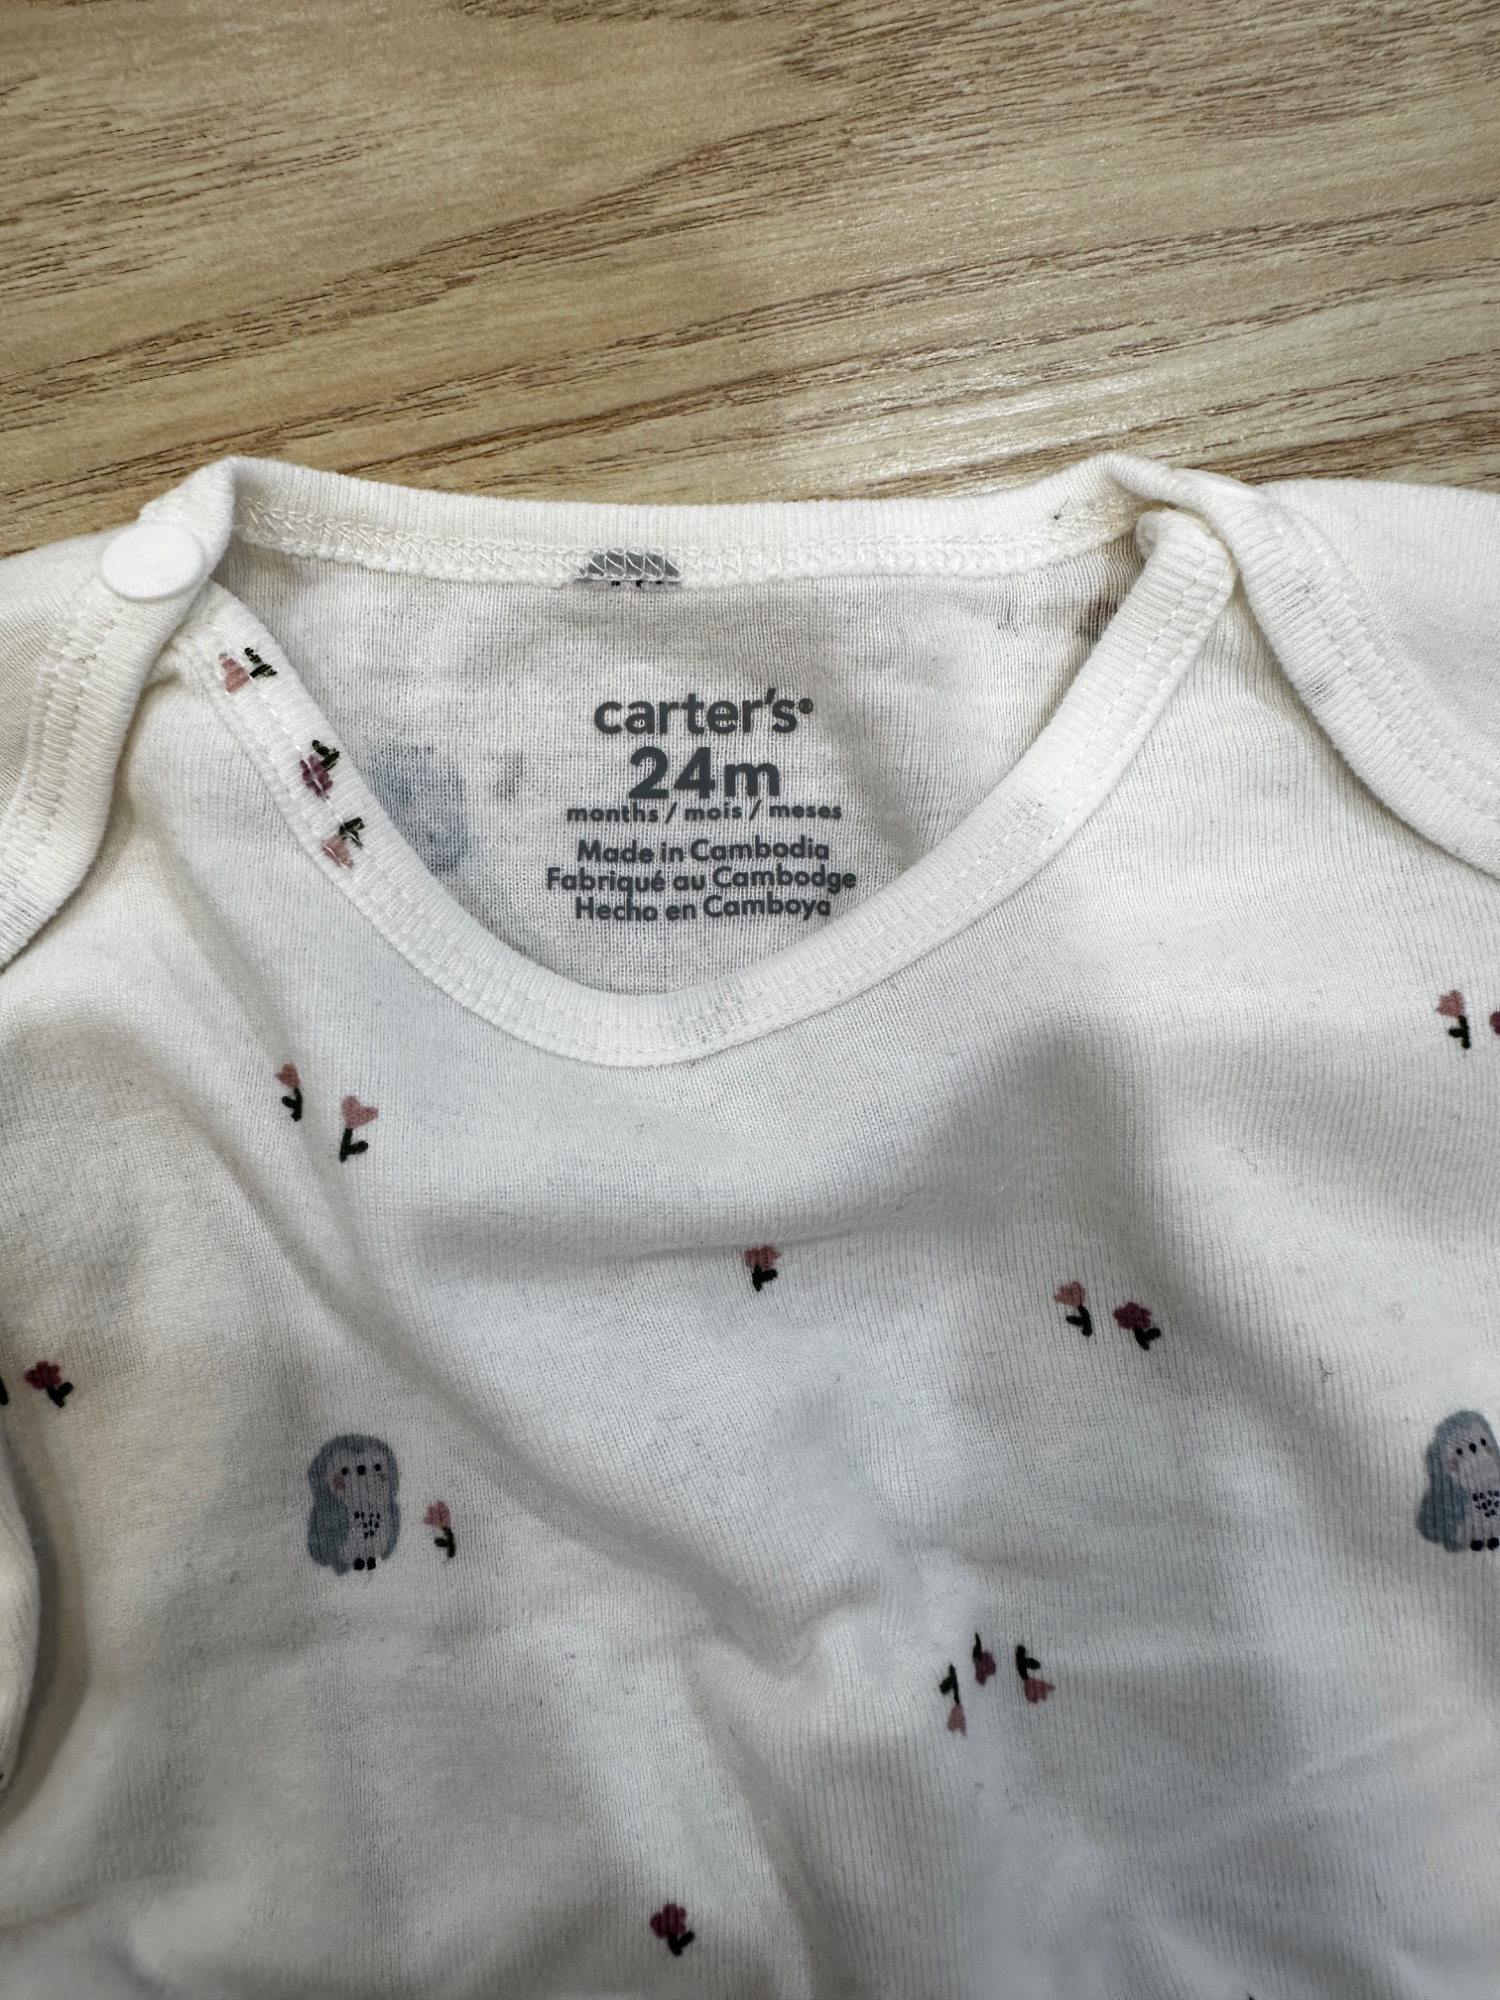 carter's®
24m
months / mois / meses
Made in Cambodia
Fabriqué au Cambodge
Hecho en Camboya